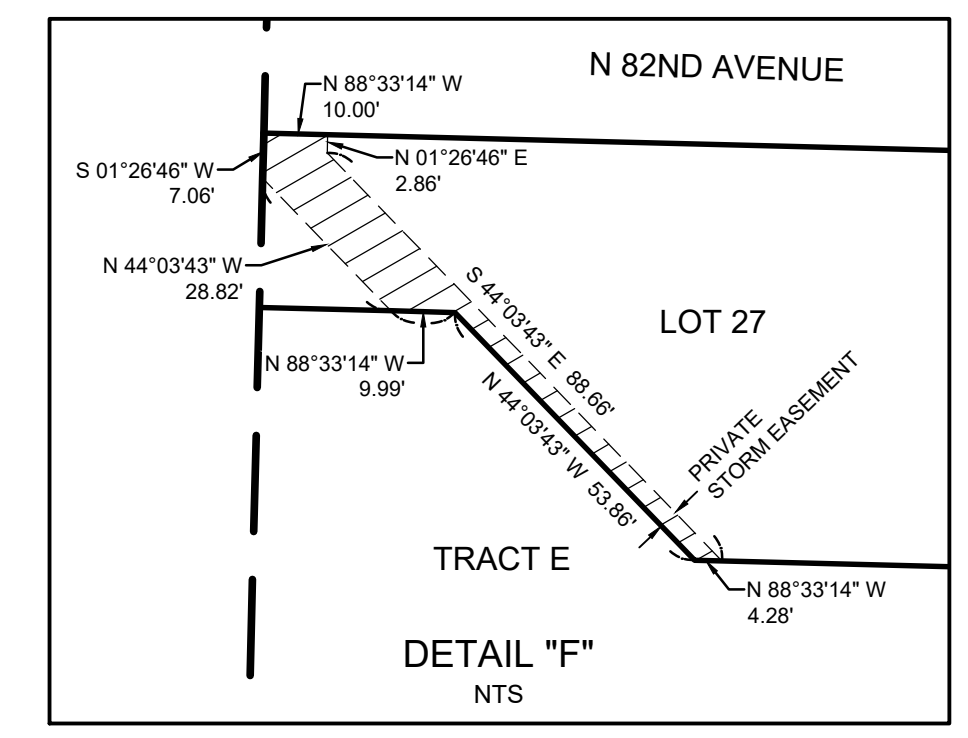 N 82ND AVENUE
N 88°33'14" W
10.00'
N 01°26'46" E
2.86'
S 01°26'46" W
7.06'
N 44°03'43" W
28.82'
S 44°03'43" E 88.66'
LOT 27
N 88°33'14" W
9.99'
N 44°03'43" W 53.86'
PRIVATE
STORM EASEMENT
TRACT E
N 88°33'14" W
4.28'
DETAIL "F"
NTS